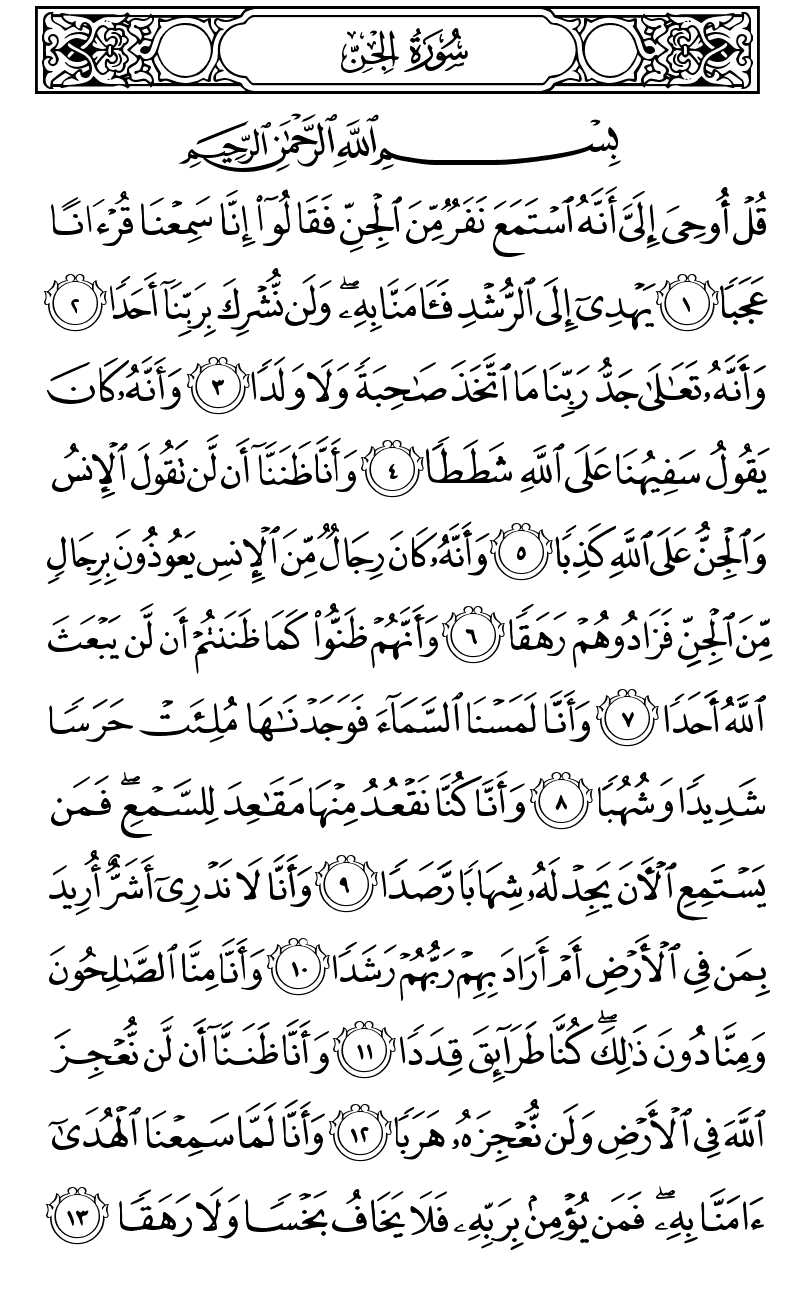 سُورَةُ الجِنِّ
بِسْمِ ٱللَّهِ ٱلرَّحْمَٰنِ ٱلرَّحِيمِ
قُلْ أُوحِيَ إِلَيَّ أَنَّهُ ٱسْتَمَعَ نَفَرٌ مِّنَ ٱلْجِنِّ فَقَالُوٓا۟ إِنَّا سَمِعْنَا قُرْءَانًا
عَجَبًا ١ يَهْدِىٓ إِلَى ٱلرُّشْدِ فَـَٔامَنَّا بِهِۦ ۖ وَلَن نُّشْرِكَ بِرَبِّنَآ أَحَدًا ٢
وَأَنَّهُۥ تَعَٰلَىٰ جَدُّ رَبِّنَا مَا ٱتَّخَذَ صَٰحِبَةً وَلَا وَلَدًا ٣ وَأَنَّهُۥ كَانَ
يَقُولُ سَفِيهُنَا عَلَى ٱللَّهِ شَطَطًا ٤ وَأَنَّا ظَنَنَّآ أَن لَّن تَقُولَ ٱلْإِنسُ
وَٱلْجِنُّ عَلَى ٱللَّهِ كَذِبًا ٥ وَأَنَّهُۥ كَانَ رِجَالٌ مِّنَ ٱلْإِنسِ يَعُوذُونَ بِرِجَالٍ
مِّنَ ٱلْجِنِّ فَزَادُوهُمْ رَهَقًا ٦ وَأَنَّهُمْ ظَنُّوا۟ كَمَا ظَنَنتُمْ أَن لَّن يَبْعَثَ
ٱللَّهُ أَحَدًا ٧ وَأَنَّا لَمَسْنَا ٱلسَّمَآءَ فَوَجَدْنَٰهَا مُلِئَتْ حَرَسًا
شَدِيدًا وَشُهُبًا ٨ وَأَنَّا كُنَّا نَقْعُدُ مِنْهَا مَقَٰعِدَ لِلسَّمْعِ ۖ فَمَن
يَسْتَمِعِ ٱلْـَٔانَ يَجِدْ لَهُۥ شِهَابًا رَّصَدًا ٩ وَأَنَّا لَا نَدْرِىٓ أَشَرٌّ أُرِيدَ
بِمَن فِى ٱلْأَرْضِ أَمْ أَرَادَ بِهِمْ رَبُّهُمْ رَشَدًا ١٠ وَأَنَّا مِنَّا ٱلصَّٰلِحُونَ
وَمِنَّا دُونَ ذَٰلِكَ ۖ كُنَّا طَرَآئِقَ قِدَدًا ١١ وَأَنَّا ظَنَنَّآ أَن لَّن نُّعْجِزَ
ٱللَّهَ فِى ٱلْأَرْضِ وَلَن نُّعْجِزَهُۥ هَرَبًا ١٢ وَأَنَّا لَمَّا سَمِعْنَا ٱلْهُدَىٰٓ
ءَامَنَّا بِهِۦ ۖ فَمَن يُؤْمِنۢ بِرَبِّهِۦ فَلَا يَخَافُ بَخْسًا وَلَا رَهَقًا ١٣